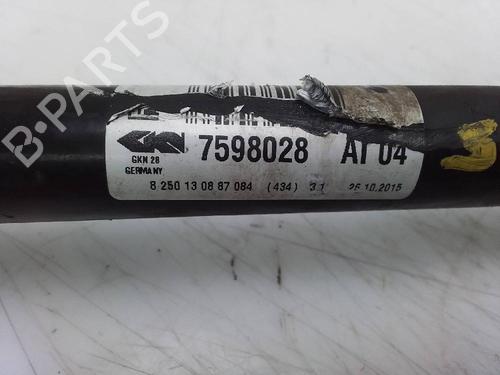 B-PARTS
GKN 7598028 AI 04
GKN 28
GERMANY
8 250 13 08 87 084 (434) 3.1 26.10.2015